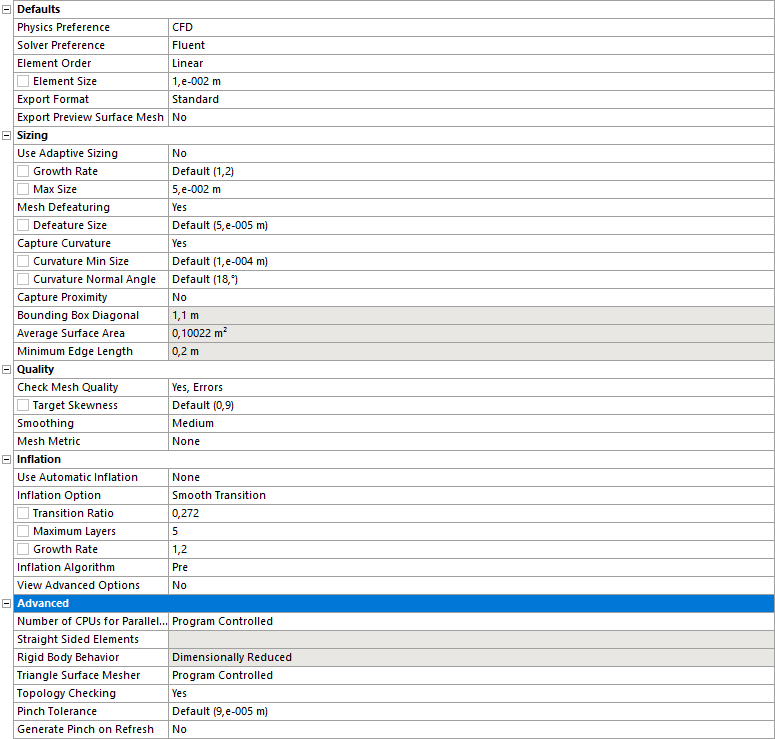 Defaults
Physics Preference CFD
Solver Preference Fluent
Element Order Linear
Element Size 1,e-002 m
Export Format Standard
Export Preview Surface Mesh No
Sizing
Use Adaptive Sizing No
Growth Rate Default (1,2)
Max Size 5,e-002 m
Mesh Defeaturing Yes
Defeature Size Default (5,e-005 m)
Capture Curvature Yes
Curvature Min Size Default (1,e-004 m)
Curvature Normal Angle Default (18,°)
Capture Proximity No
Bounding Box Diagonal 1,1 m
Average Surface Area 0,10022 m²
Minimum Edge Length 0,2 m
Quality
Check Mesh Quality Yes, Errors
Target Skewness Default (0,9)
Smoothing Medium
Mesh Metric None
Inflation
Use Automatic Inflation None
Inflation Option Smooth Transition
Transition Ratio 0,272
Maximum Layers 5
Growth Rate 1,2
Inflation Algorithm Pre
View Advanced Options No
Advanced
Number of CPUs for Parallel... Program Controlled
Straight Sided Elements
Rigid Body Behavior Dimensionally Reduced
Triangle Surface Mesher Program Controlled
Topology Checking Yes
Pinch Tolerance Default (9,e-005 m)
Generate Pinch on Refresh No